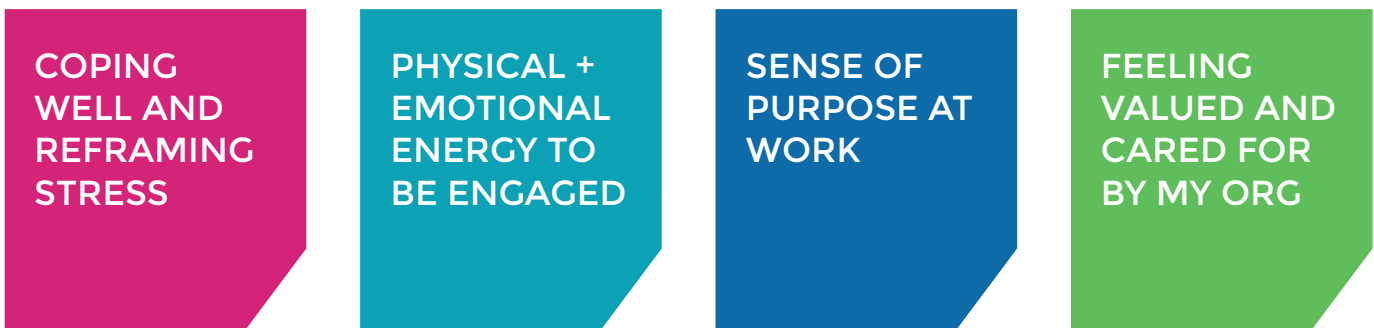 COPING
WELL AND
REFRAMING
STRESS
PHYSICAL +
EMOTIONAL
ENERGY TO
BE ENGAGED
SENSE OF
PURPOSE AT
WORK
FEELING
VALUED AND
CARED FOR
BY MY ORG